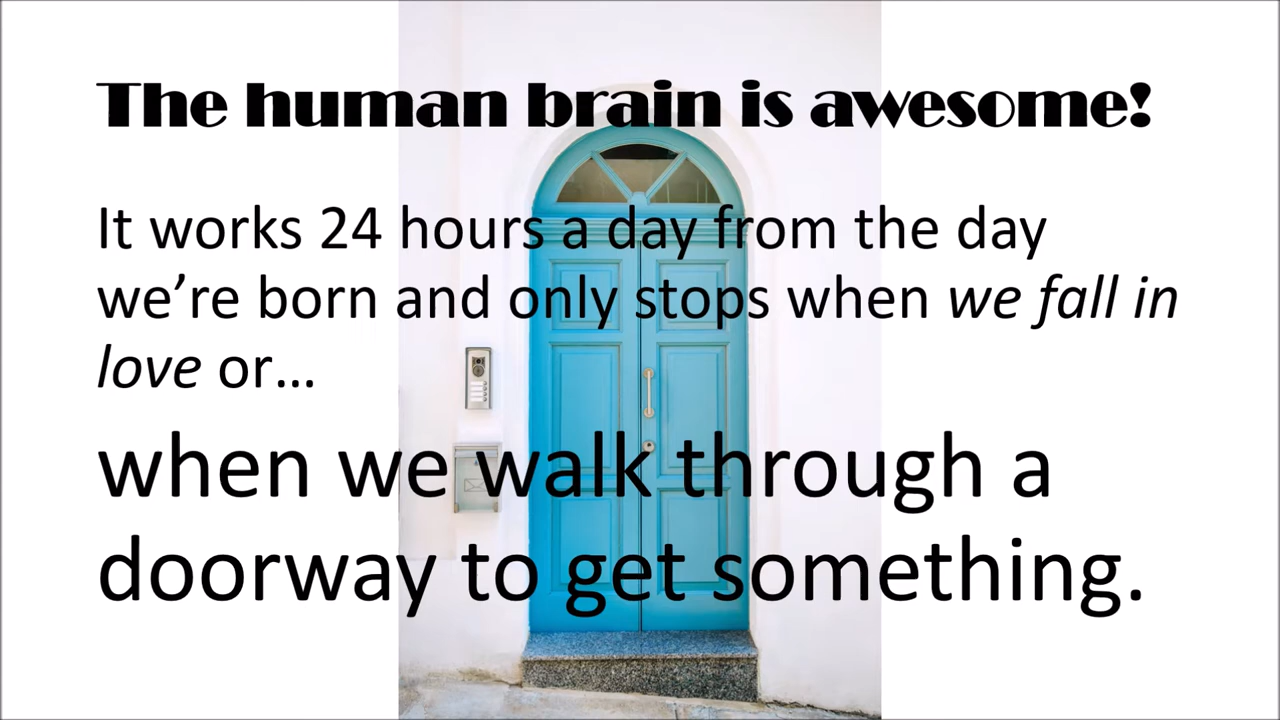 The human brain is awesome!
It works 24 hours a day from the day
we’re born and only stops when we fall in
love or…
when we walk through a
doorway to get something.